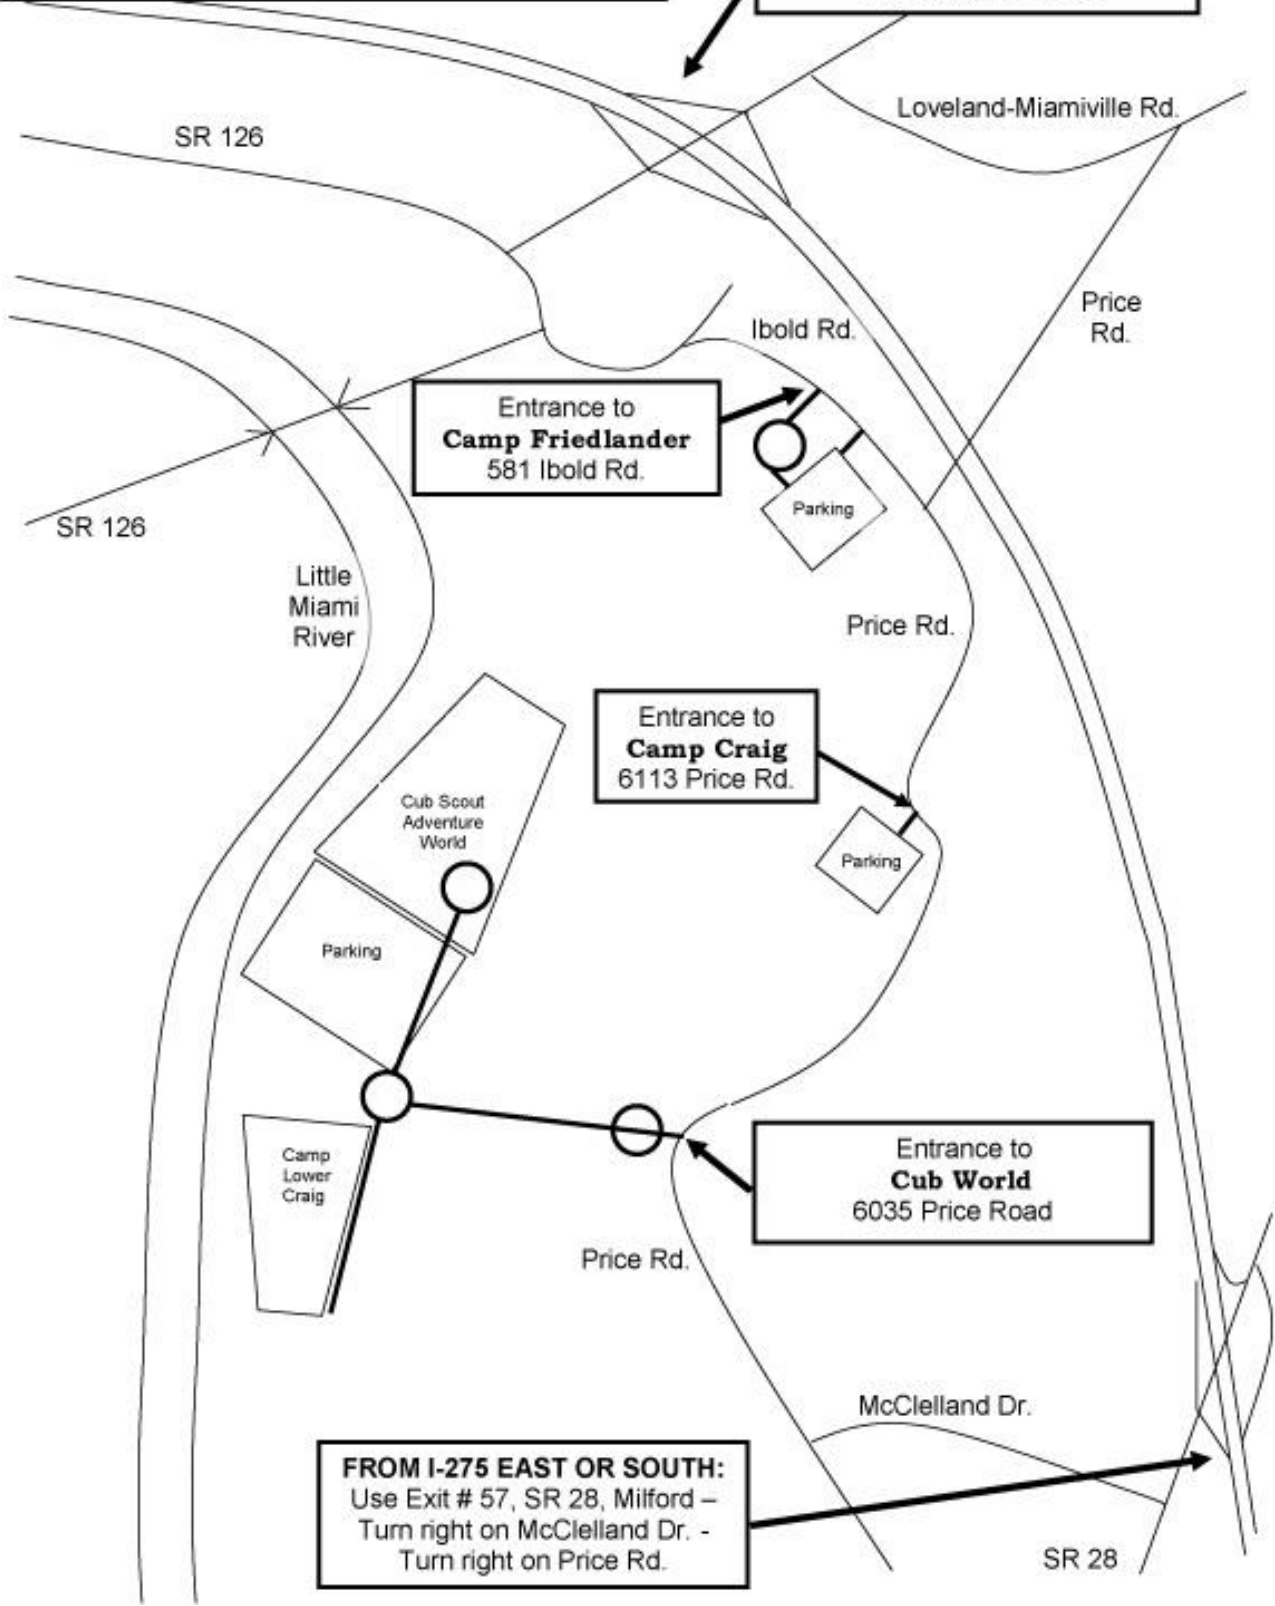 SR 126
Loveland-Miamiville Rd.
Price
Rd.
Ibold Rd.
Entrance to
Camp Friedlander
581 Ibold Rd.
Parking
SR 126
Little
Miami
River
Price Rd.
Entrance to
Camp Craig
6113 Price Rd.
Cub Scout
Adventure
World
Parking
Parking
Camp
Lower
Craig
Entrance to
Cub World
6035 Price Road
Price Rd.
McClelland Dr.
FROM I-275 EAST OR SOUTH:
Use Exit # 57, SR 28, Milford –
Turn right on McClelland Dr. -
Turn right on Price Rd.
SR 28